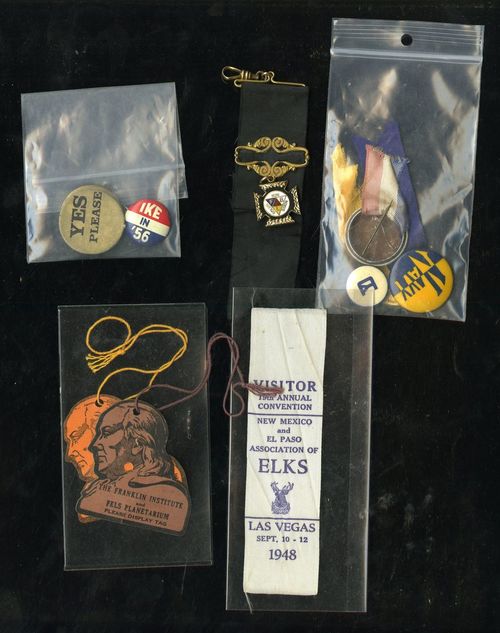 YES
PLEASE
IKE
IN
'56
NAVY
VISITOR
19th ANNUAL
CONVENTION
NEW MEXICO
and
EL PASO
ASSOCIATION OF
ELKS
LAS VEGAS
SEPT. 10 - 12
1948
THE FRANKLIN INSTITUTE
and
FELS PLANETARIUM
PLEASE DISPLAY TAG